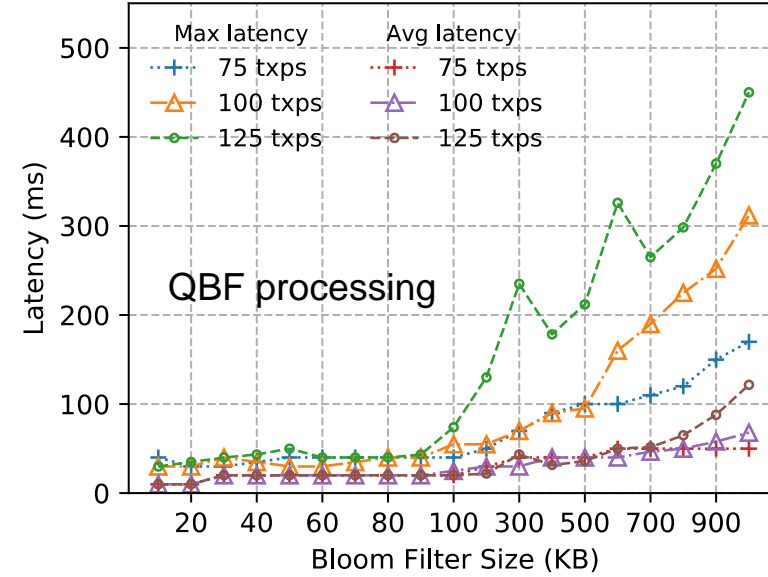 500
400
300
200
100
0
Latency (ms)
Max latency
75 txps
100 txps
125 txps
Avg latency
75 txps
100 txps
125 txps
QBF processing
20 40 60 80 100 300 500 700 900
Bloom Filter Size (KB)